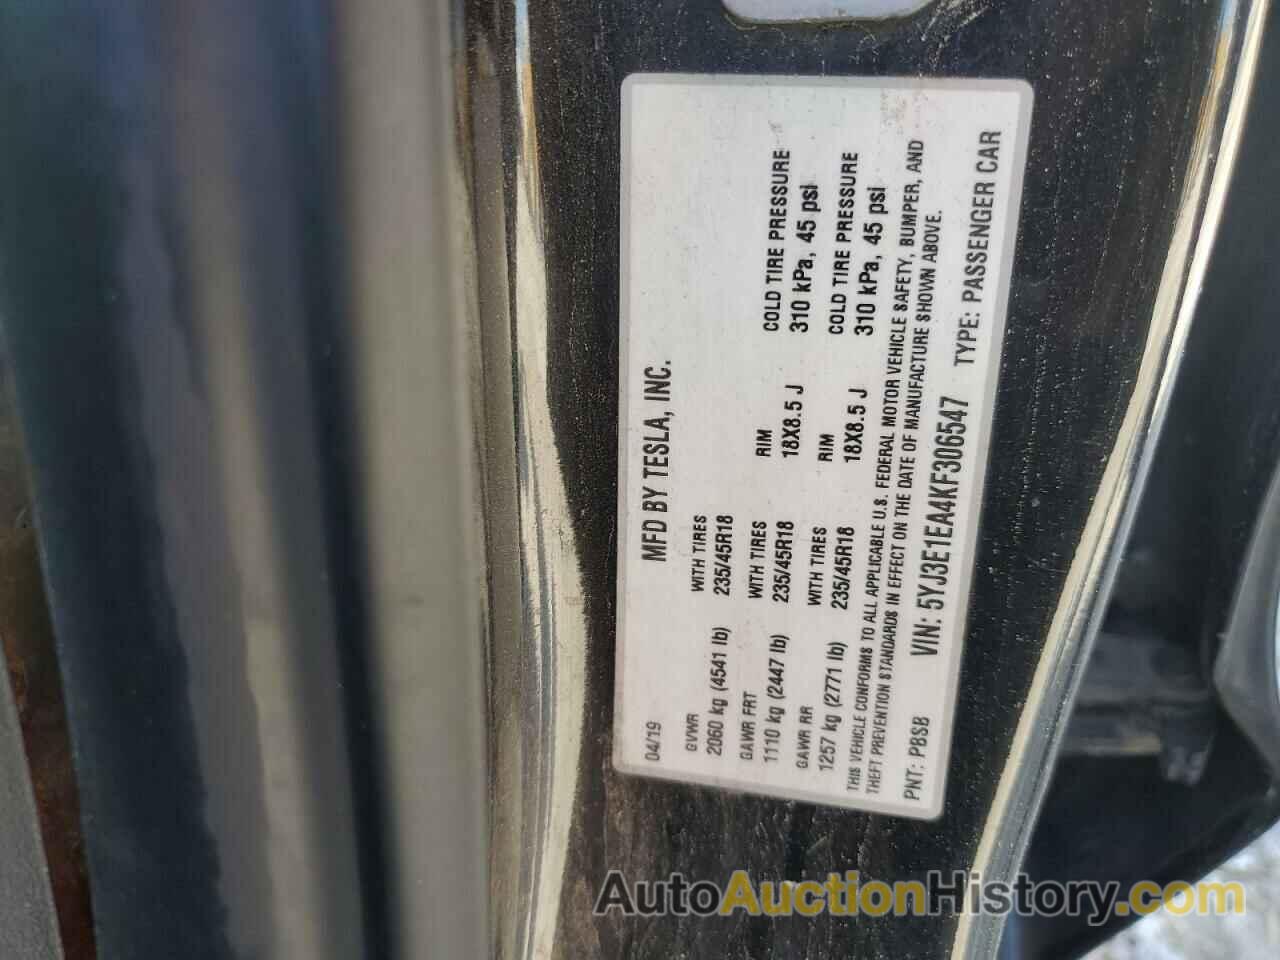 04/19 MFD BY TESLA, INC.
GVWR WITH TIRES
2060 kg (4541 lb) 235/45R18
GAWR FRT WITH TIRES RIM COLD TIRE PRESSURE
1110 kg (2447 lb) 235/45R18 18X8.5 J 310 kPa, 45 psi
GAWR RR WITH TIRES RIM COLD TIRE PRESSURE
1257 kg (2771 lb) 235/45R18 18X8.5 J 310 kPa, 45 psi
THIS VEHICLE CONFORMS TO ALL APPLICABLE U.S. FEDERAL MOTOR VEHICLE SAFETY, BUMPER, AND
THEFT PREVENTION STANDARDS IN EFFECT ON THE DATE OF MANUFACTURE SHOWN ABOVE.
PNT: PBSB VIN: 5YJ3E1EA4KF306547 TYPE: PASSENGER CAR
AutoAuctionHistory.com